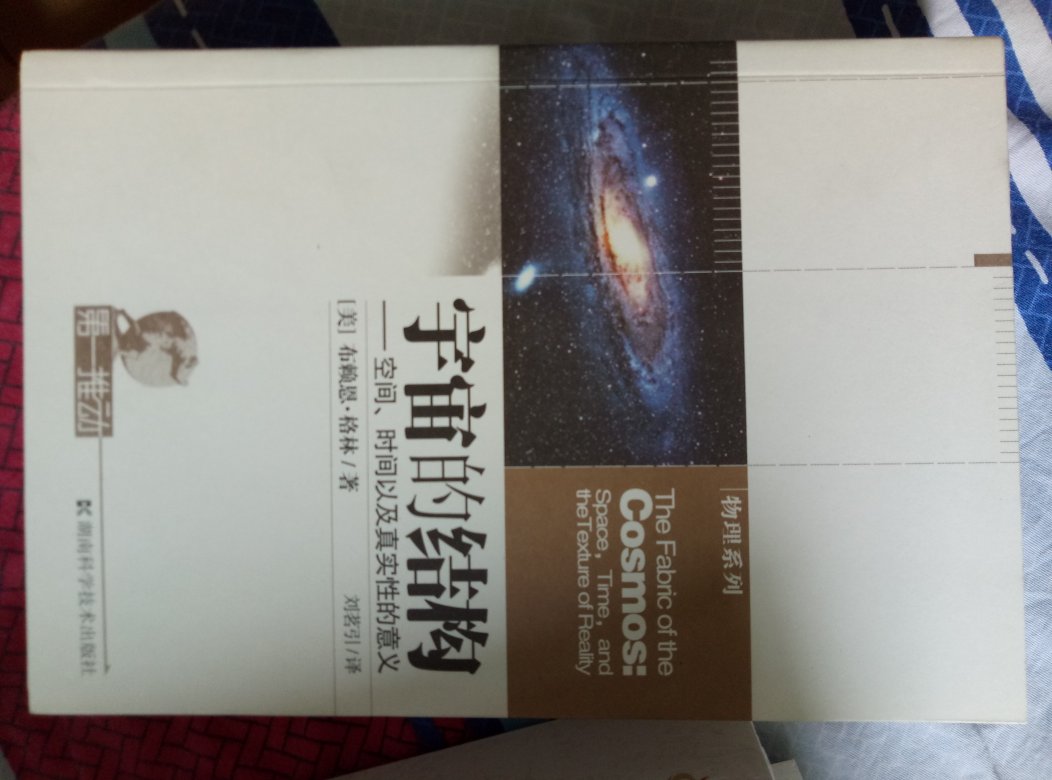 物理系列
The Fabric of the
Cosmos:
Space, Time, and
theTexture of Reality
宇宙的结构
——空间、时间以及真实性的意义
[美] 布赖恩·格林/著
刘茗引/译
第一推动
湖南科学技术出版社